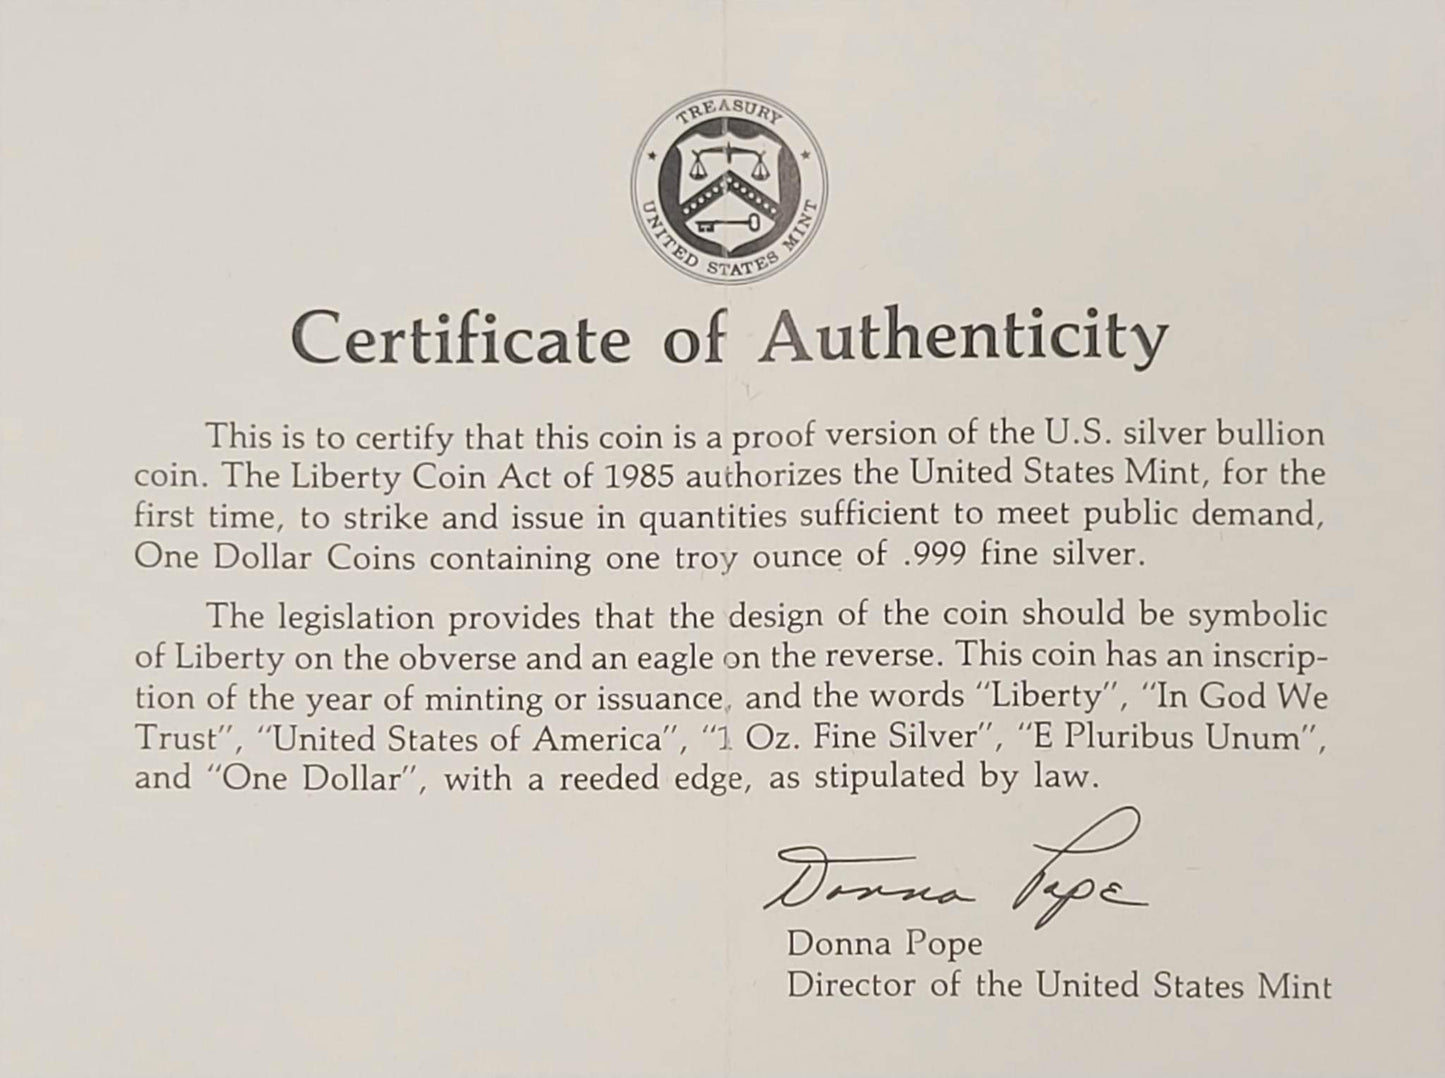 TREASURY
UNITED STATES MINT
Certificate of Authenticity
This is to certify that this coin is a proof version of the U.S. silver bullion
coin. The Liberty Coin Act of 1985 authorizes the United States Mint, for the
first time, to strike and issue in quantities sufficient to meet public demand,
One Dollar Coins containing one troy ounce of .999 fine silver.
The legislation provides that the design of the coin should be symbolic
of Liberty on the obverse and an eagle on the reverse. This coin has an inscrip-
tion of the year of minting or issuance, and the words “Liberty”, “In God We
Trust”, “United States of America”, “1 Oz. Fine Silver”, “E Pluribus Unum”,
and “One Dollar”, with a reeded edge, as stipulated by law.
Donna Pope
Donna Pope
Director of the United States Mint